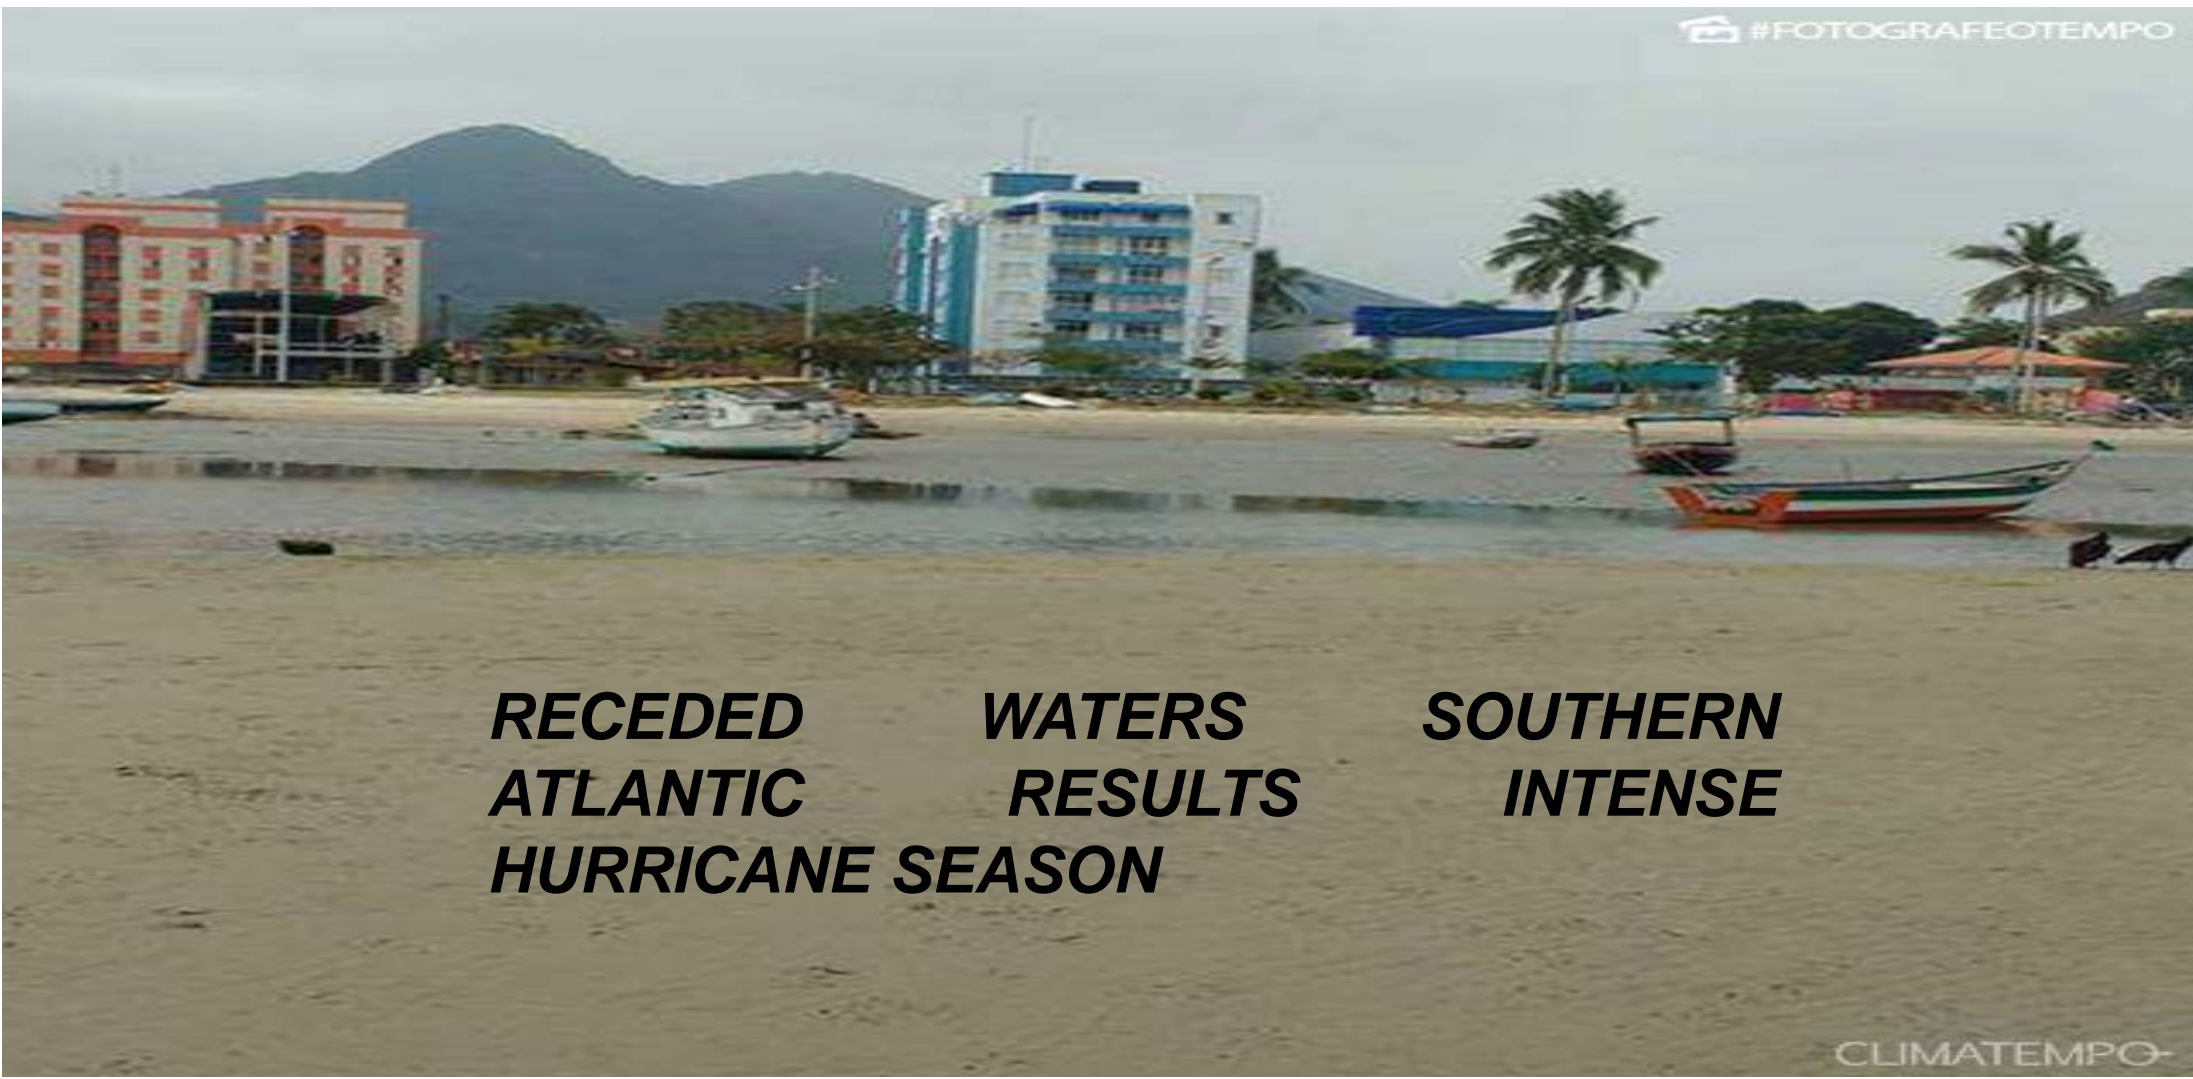 #FOTOGRAFEOTEMPO
RECEDED WATERS SOUTHERN
ATLANTIC RESULTS INTENSE
HURRICANE SEASON
CLIMATEMPO